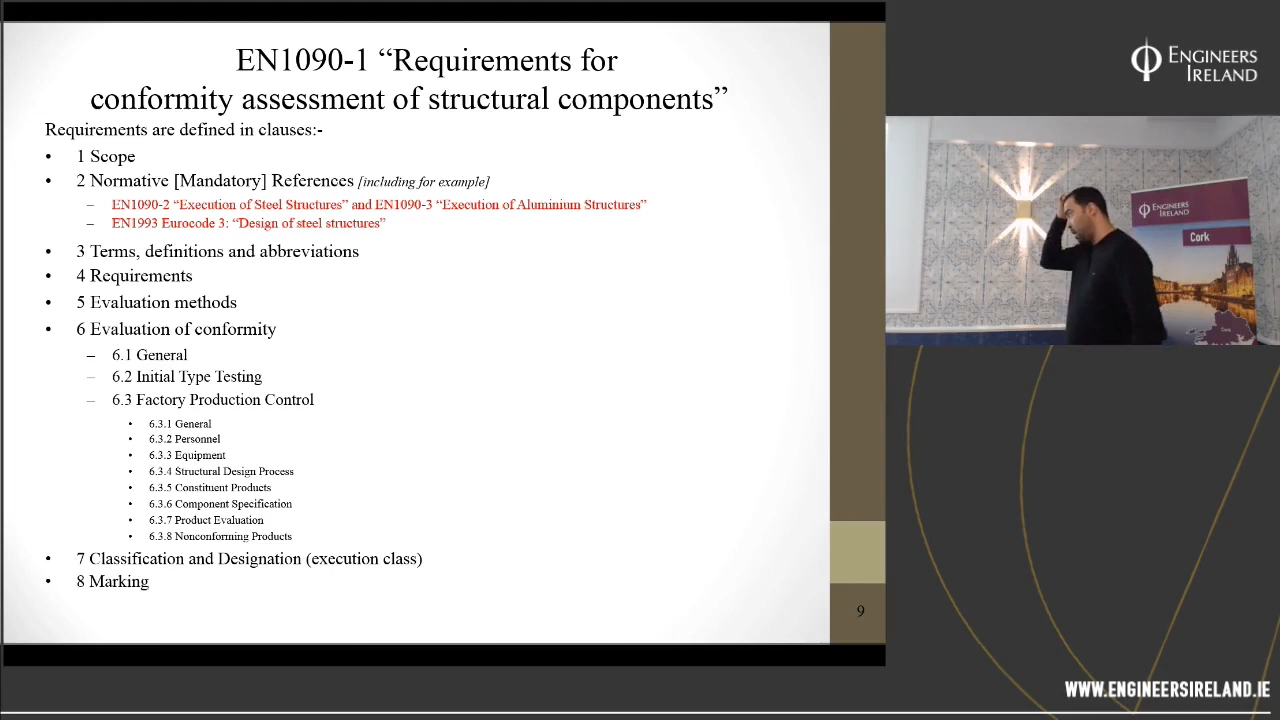 EN1090-1 “Requirements for
conformity assessment of structural components”
Requirements are defined in clauses:-
• 1 Scope
• 2 Normative [Mandatory] References [including for example]
– EN1090-2 “Execution of Steel Structures” and EN1090-3 “Execution of Aluminium Structures”
– EN1993 Eurocode 3: “Design of steel structures”
• 3 Terms, definitions and abbreviations
• 4 Requirements
• 5 Evaluation methods
• 6 Evaluation of conformity
– 6.1 General
– 6.2 Initial Type Testing
– 6.3 Factory Production Control
• 6.3.1 General
• 6.3.2 Personnel
• 6.3.3 Equipment
• 6.3.4 Structural Design Process
• 6.3.5 Constituent Products
• 6.3.6 Component Specification
• 6.3.7 Product Evaluation
• 6.3.8 Nonconforming Products
• 7 Classification and Designation (execution class)
• 8 Marking
9
ENGINEERS
IRELAND
ENGINEERS
IRELAND
Cork
WWW.ENGINEERSIRELAND.IE